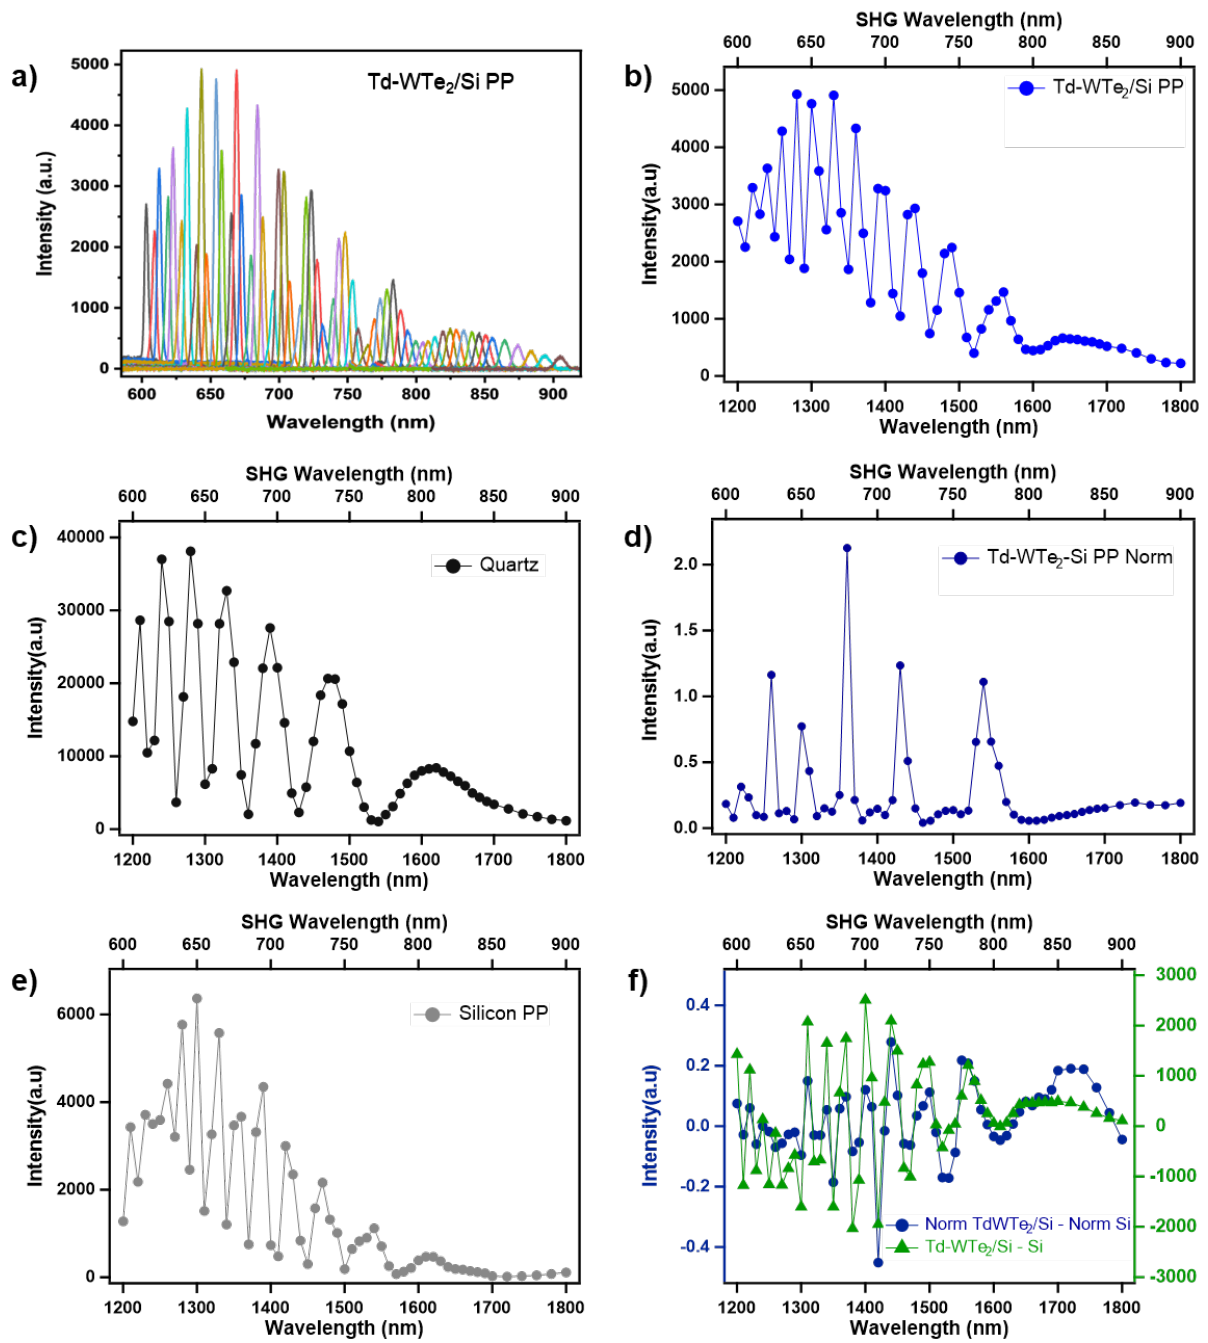 a)
Td-WTe₂/Si PP
5000
4000
3000
2000
1000
0
Intensity (a.u.)
600 650 700 750 800 850 900
Wavelength (nm)
b)
SHG Wavelength (nm)
600 640 680 720 760 800 840 900
Td-WTe₂/Si PP
5000
4000
3000
2000
1000
0
Intensity(a.u)
1200 1300 1400 1500 1600 1700 1800
Wavelength (nm)
c)
SHG Wavelength (nm)
600 650 700 750 800 850 900
Quartz
40000
30000
20000
10000
0
Intensity(a.u)
1200 1300 1400 1500 1600 1700 1800
Wavelength (nm)
d)
SHG Wavelength (nm)
600 650 700 750 800 850 900
Td-WTe₂-Si PP Norm
2.0
1.5
1.0
0.5
0.0
Intensity(a.u)
1200 1300 1400 1500 1600 1700 1800
Wavelength (nm)
e)
SHG Wavelength (nm)
600 650 700 750 800 850 900
Silicon PP
6000
4000
2000
0
Intensity(a.u)
1200 1300 1400 1500 1600 1700 1800
Wavelength (nm)
f)
SHG Wavelength (nm)
600 650 700 750 800 850 900
0.4
0.2
0.0
-0.2
-0.4
Intensity(a.u)
3000
2000
1000
0
-1000
-2000
-3000
Norm TdWTe₂/Si - Norm Si
Td-WTe₂/Si - Si
1200 1300 1400 1500 1600 1700 1800
Wavelength (nm)